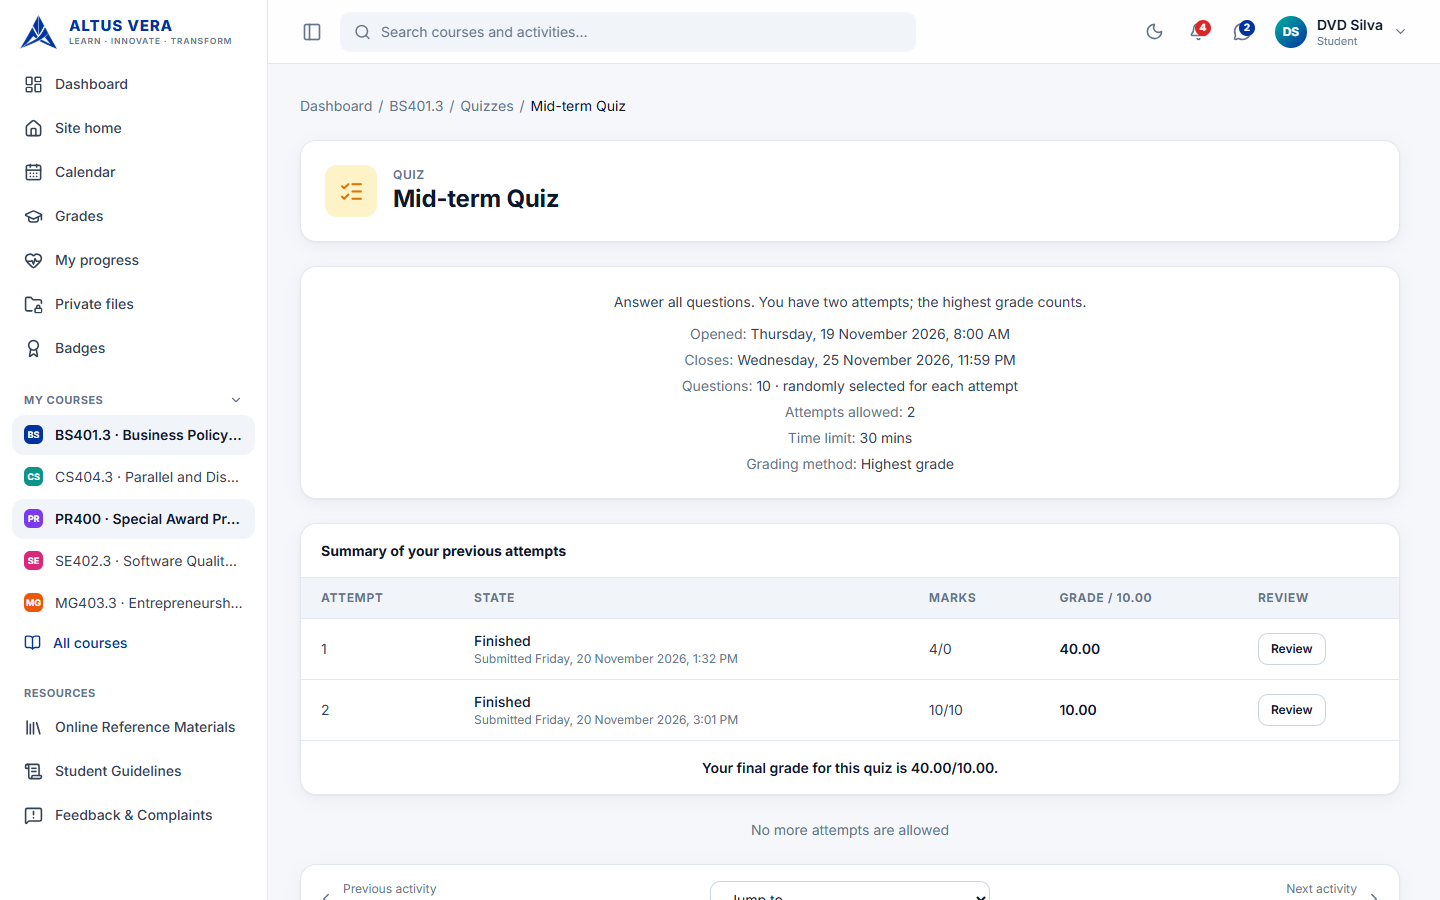 ALTUS VERA
LEARN · INNOVATE · TRANSFORM
Search courses and activities...
4
2
DS
DVD Silva
Student
Dashboard
Site home
Calendar
Grades
My progress
Private files
Badges
MY COURSES
BS BS401.3 · Business Policy...
CS CS404.3 · Parallel and Dis...
PR PR400 · Special Award Pr...
SE SE402.3 · Software Qualit...
MG MG403.3 · Entrepreneursh...
All courses
RESOURCES
Online Reference Materials
Student Guidelines
Feedback & Complaints
Dashboard / BS401.3 / Quizzes / Mid-term Quiz
QUIZ
Mid-term Quiz
Answer all questions. You have two attempts; the highest grade counts.
Opened: Thursday, 19 November 2026, 8:00 AM
Closes: Wednesday, 25 November 2026, 11:59 PM
Questions: 10 · randomly selected for each attempt
Attempts allowed: 2
Time limit: 30 mins
Grading method: Highest grade
Summary of your previous attempts
ATTEMPT STATE MARKS GRADE / 10.00 REVIEW
1 Finished 4/0 40.00 Review
Submitted Friday, 20 November 2026, 1:32 PM
2 Finished 10/10 10.00 Review
Submitted Friday, 20 November 2026, 3:01 PM
Your final grade for this quiz is 40.00/10.00.
No more attempts are allowed
Previous activity
Jump to
Next activity